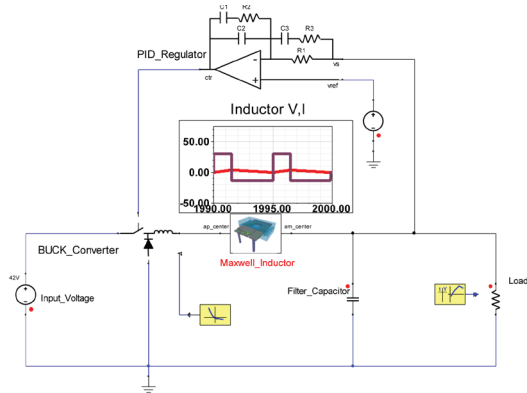 C1
R2
PID_Regulator
C2
C3
R3
R1
ctr
vs
vref
Inductor V,I
50.00
0.00
-50.00
1990.00
1995.00
2000.00
ap_center
am_center
BUCK_Converter
Maxwell_Inductor
42V
Input_Voltage
Filter_Capacitor
Load